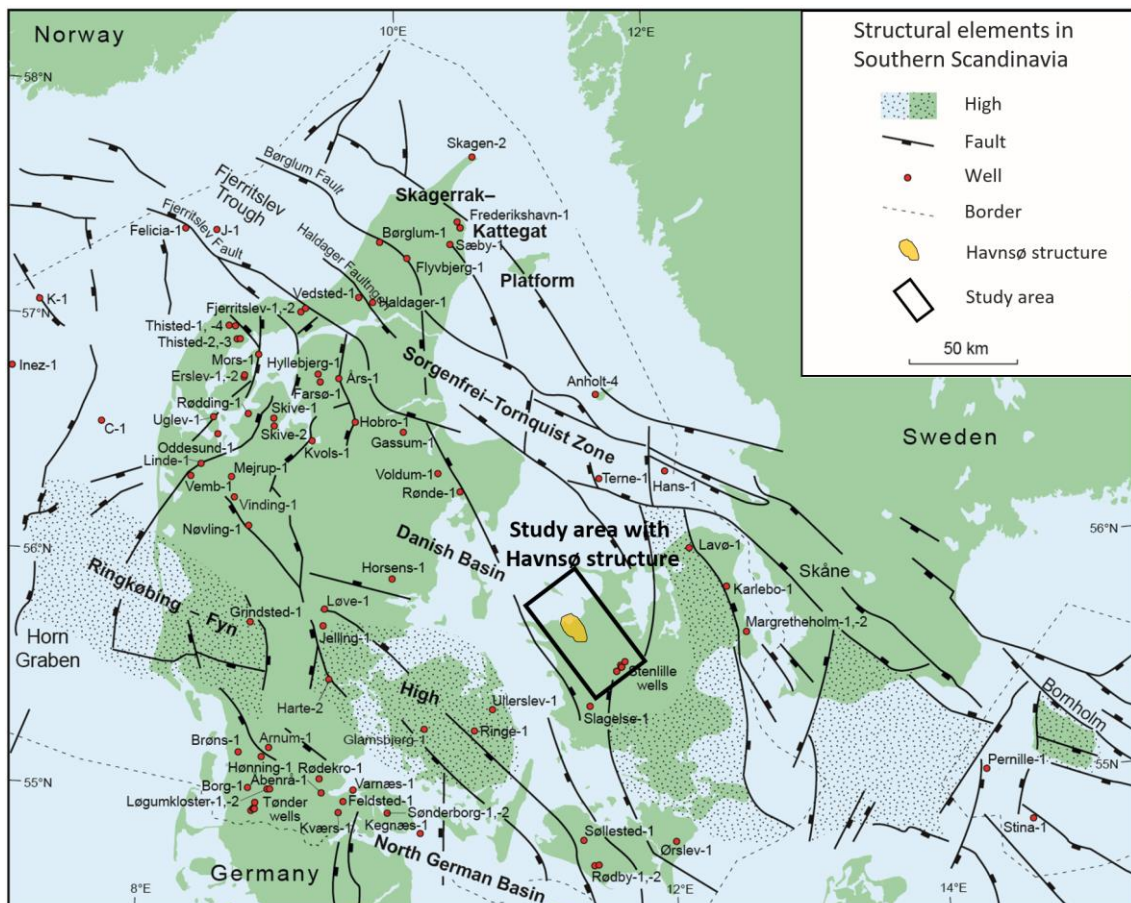 Norway
10°E
12°E
58°N
Structural elements in
Southern Scandinavia
High
Fault
Well
Border
Havnsø structure
Study area
50 km
Skagen-2
Børglum Fault
Fjerritslev
Trough
Fjerritslev Fault
Skagerrak–
Kattegat
Platform
Frederikshavn-1
Sæby-1
Felicia-1
J-1
Børglum-1
Flyvbjerg-1
Vedsted-1
Haldager-1
K-1
57°N
Fjerritslev-1, -2
Thisted-1, -4
Thisted-2,-3
Mors-1
Inez-1
Hyllebjerg-1
Erslev-1,-2
Års-1
Farsø-1
Sorgenfrei–Tornquist Zone
Anholt-4
Rødding-1
Skive-1
Uglev-1
Hobro-1
C-1
Skive-2
Gassum-1
Oddesund-1
Kvols-1
Sweden
Linde-1
Mejrup-1
Voldum-1
Terne-1
Hans-1
Vemb-1
Rønde-1
Vinding-1
Nøvling-1
Danish Basin
Study area with
Havnsø structure
56°N
Lavø-1
Skåne
Ringkøbing – Fyn
High
Horsens-1
Karlebo-1
Grindsted-1
Løve-1
Margretheholm-1,-2
Horn
Graben
Jelling-1
Stenlille
wells
Harte-2
Ullerslev-1
Slagelse-1
Bornholm
Glamsbjerg-1
Ringe-1
Brøns-1
Arnum-1
Hønning-1
Rødekro-1
Pernille-1
55°N
55°N
Borg-1
Åbenrå-1
Varnæs-1
Løgumkloster-1,-2
Tønder
wells
Feldsted-1
Sønderborg-1,-2
Kværs-1
Kegnæs-1
Stina-1
Søllested-1
Ørslev-1
North German Basin
Rødby-1,-2
Germany
8°E
12°E
14°E